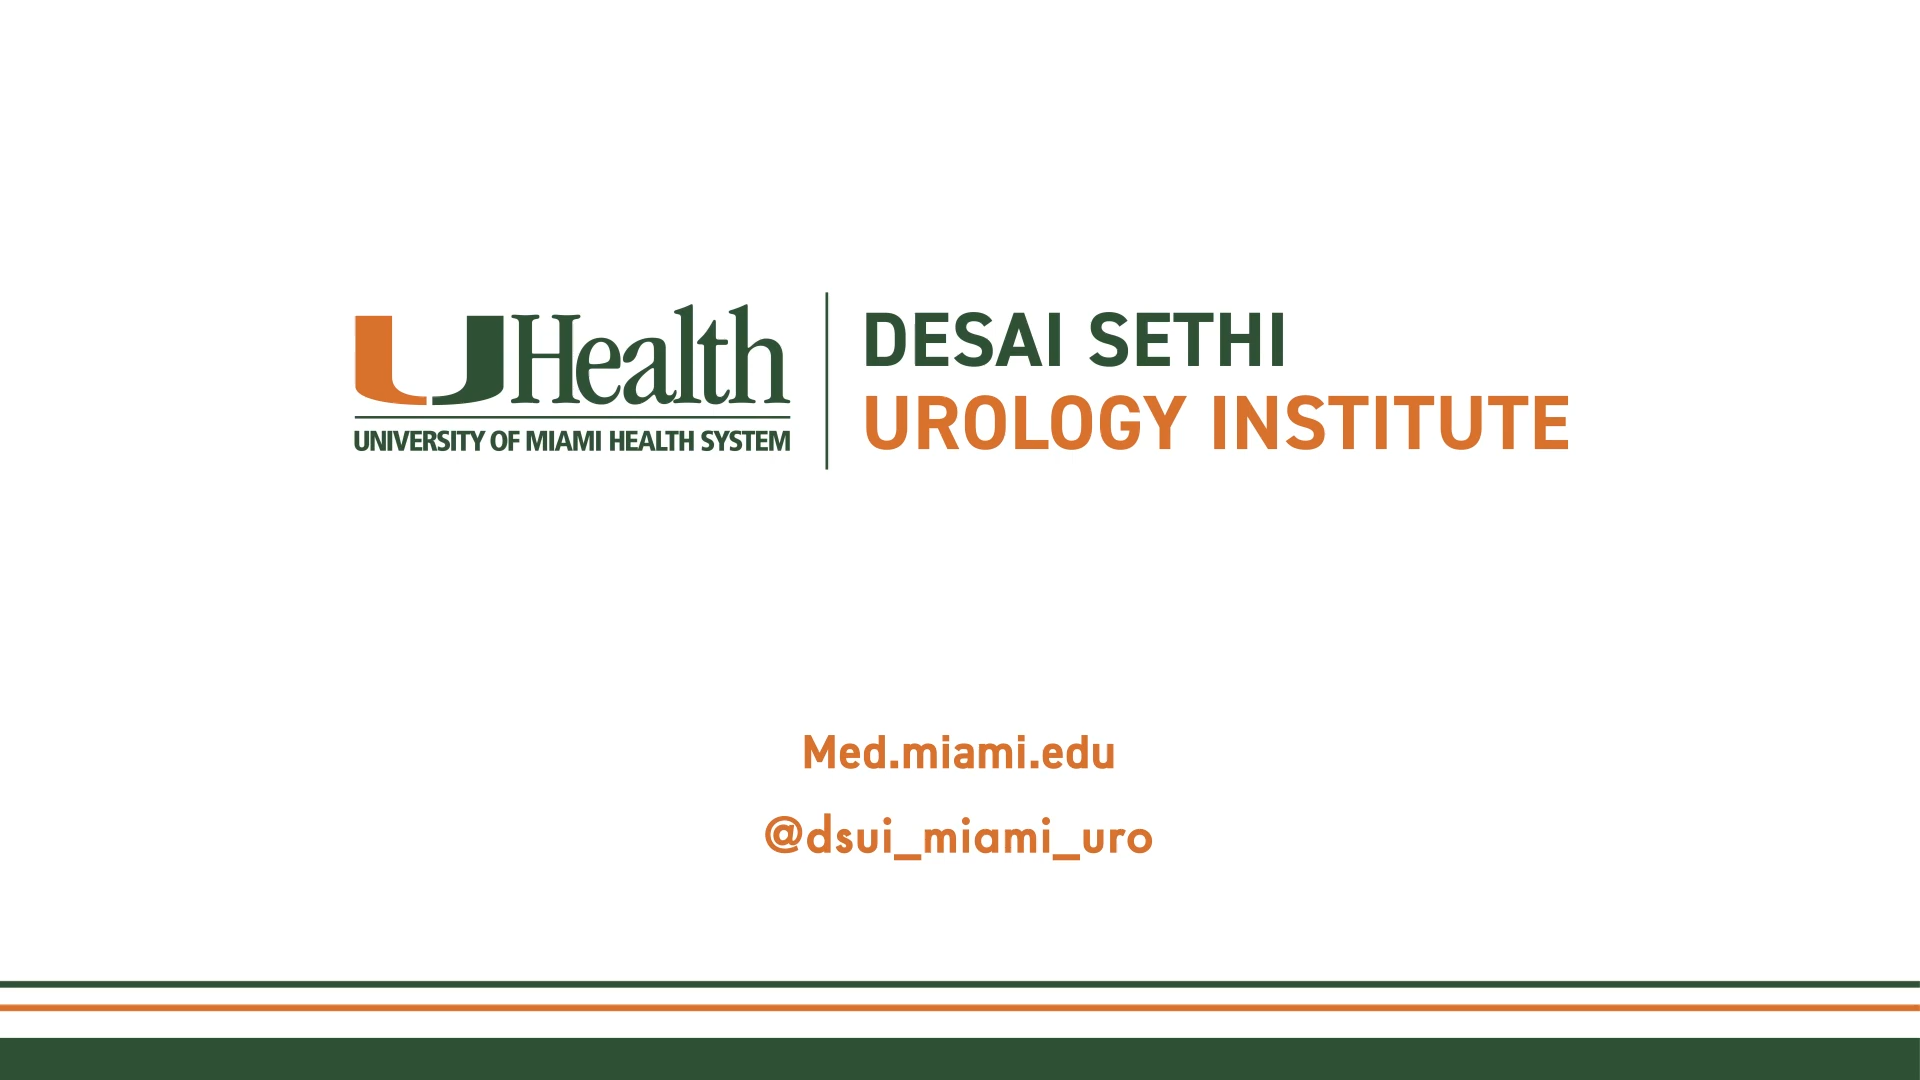 UHealth
UNIVERSITY OF MIAMI HEALTH SYSTEM
DESAI SETHI
UROLOGY INSTITUTE
Med.miami.edu
@dsui_miami_uro